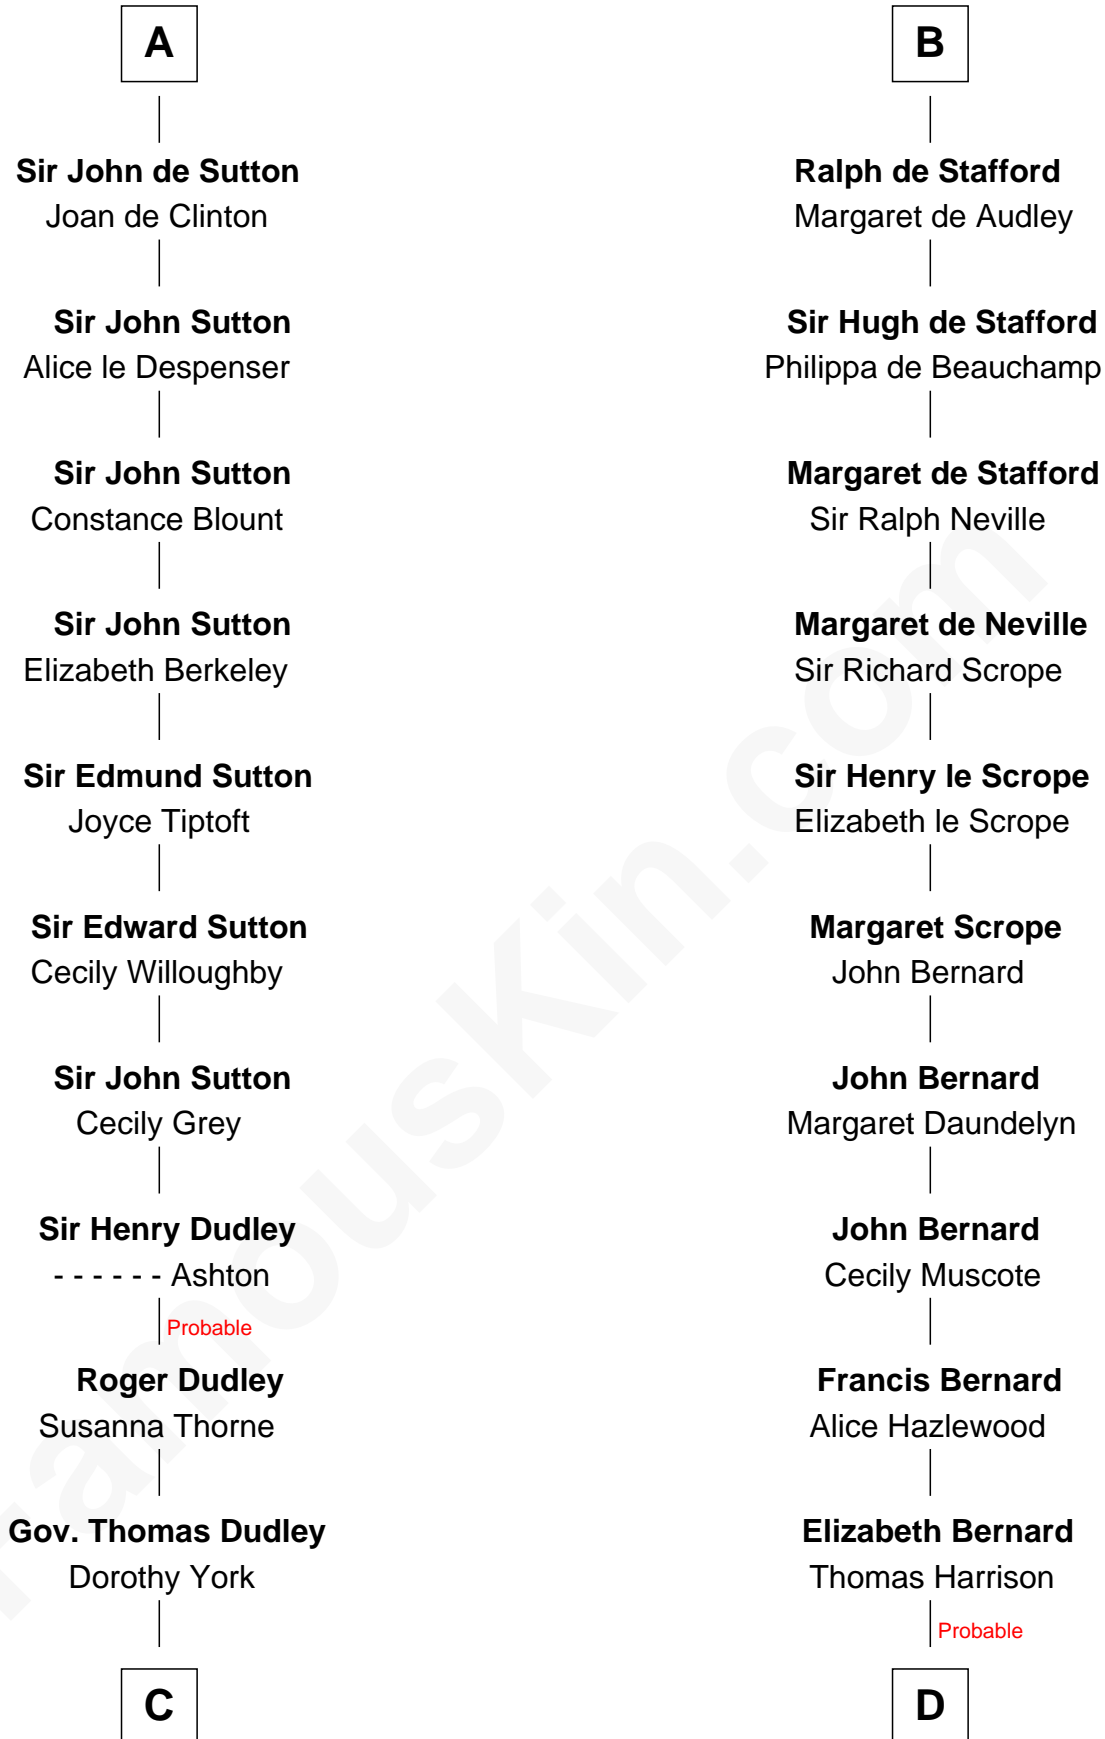 A
Sir John de Sutton
Joan de Clinton
Sir John Sutton
Alice le Despenser
Sir John Sutton
Constance Blount
Sir John Sutton
Elizabeth Berkeley
Sir Edmund Sutton
Joyce Tiptoft
Sir Edward Sutton
Cecily Willoughby
Sir John Sutton
Cecily Grey
Sir Henry Dudley
- - - - - - Ashton
Probable
Roger Dudley
Susanna Thorne
Gov. Thomas Dudley
Dorothy York
C
B
Ralph de Stafford
Margaret de Audley
Sir Hugh de Stafford
Philippa de Beauchamp
Margaret de Stafford
Sir Ralph Neville
Margaret de Neville
Sir Richard Scrope
Sir Henry le Scrope
Elizabeth le Scrope
Margaret Scrope
John Bernard
John Bernard
Margaret Daundelyn
John Bernard
Cecily Muscote
Francis Bernard
Alice Hazlewood
Elizabeth Bernard
Thomas Harrison
Probable
D
famouskin.com